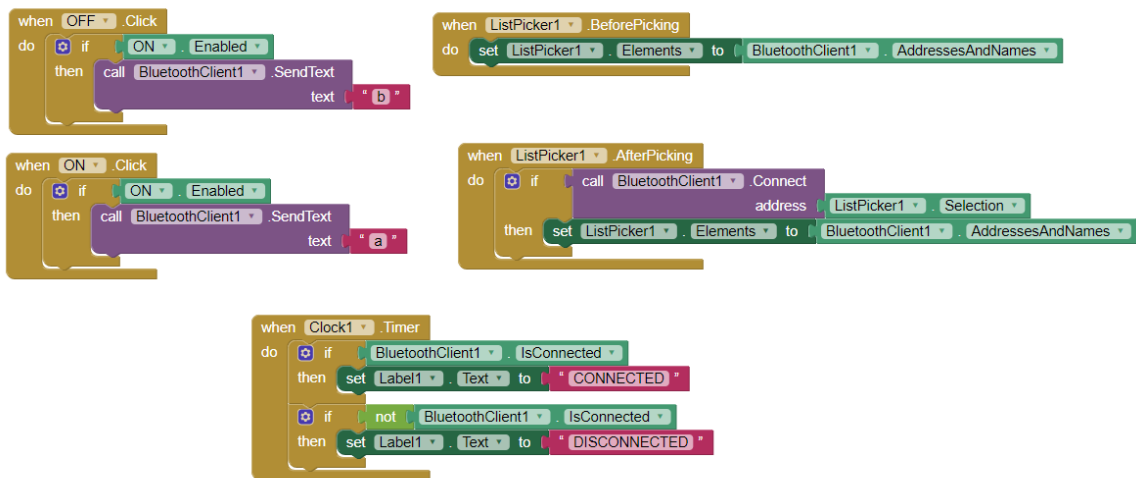 when OFF .Click
do if ON . Enabled
then call BluetoothClient1 .SendText
text " b "
when ListPicker1 .BeforePicking
do set ListPicker1 . Elements to BluetoothClient1 . AddressesAndNames
when ON .Click
do if ON . Enabled
then call BluetoothClient1 .SendText
text " a "
when ListPicker1 .AfterPicking
do if call BluetoothClient1 .Connect
address ListPicker1 . Selection
then set ListPicker1 . Elements to BluetoothClient1 . AddressesAndNames
when Clock1 .Timer
do if BluetoothClient1 . IsConnected
then set Label1 . Text to " CONNECTED "
if not BluetoothClient1 . IsConnected
then set Label1 . Text to " DISCONNECTED "